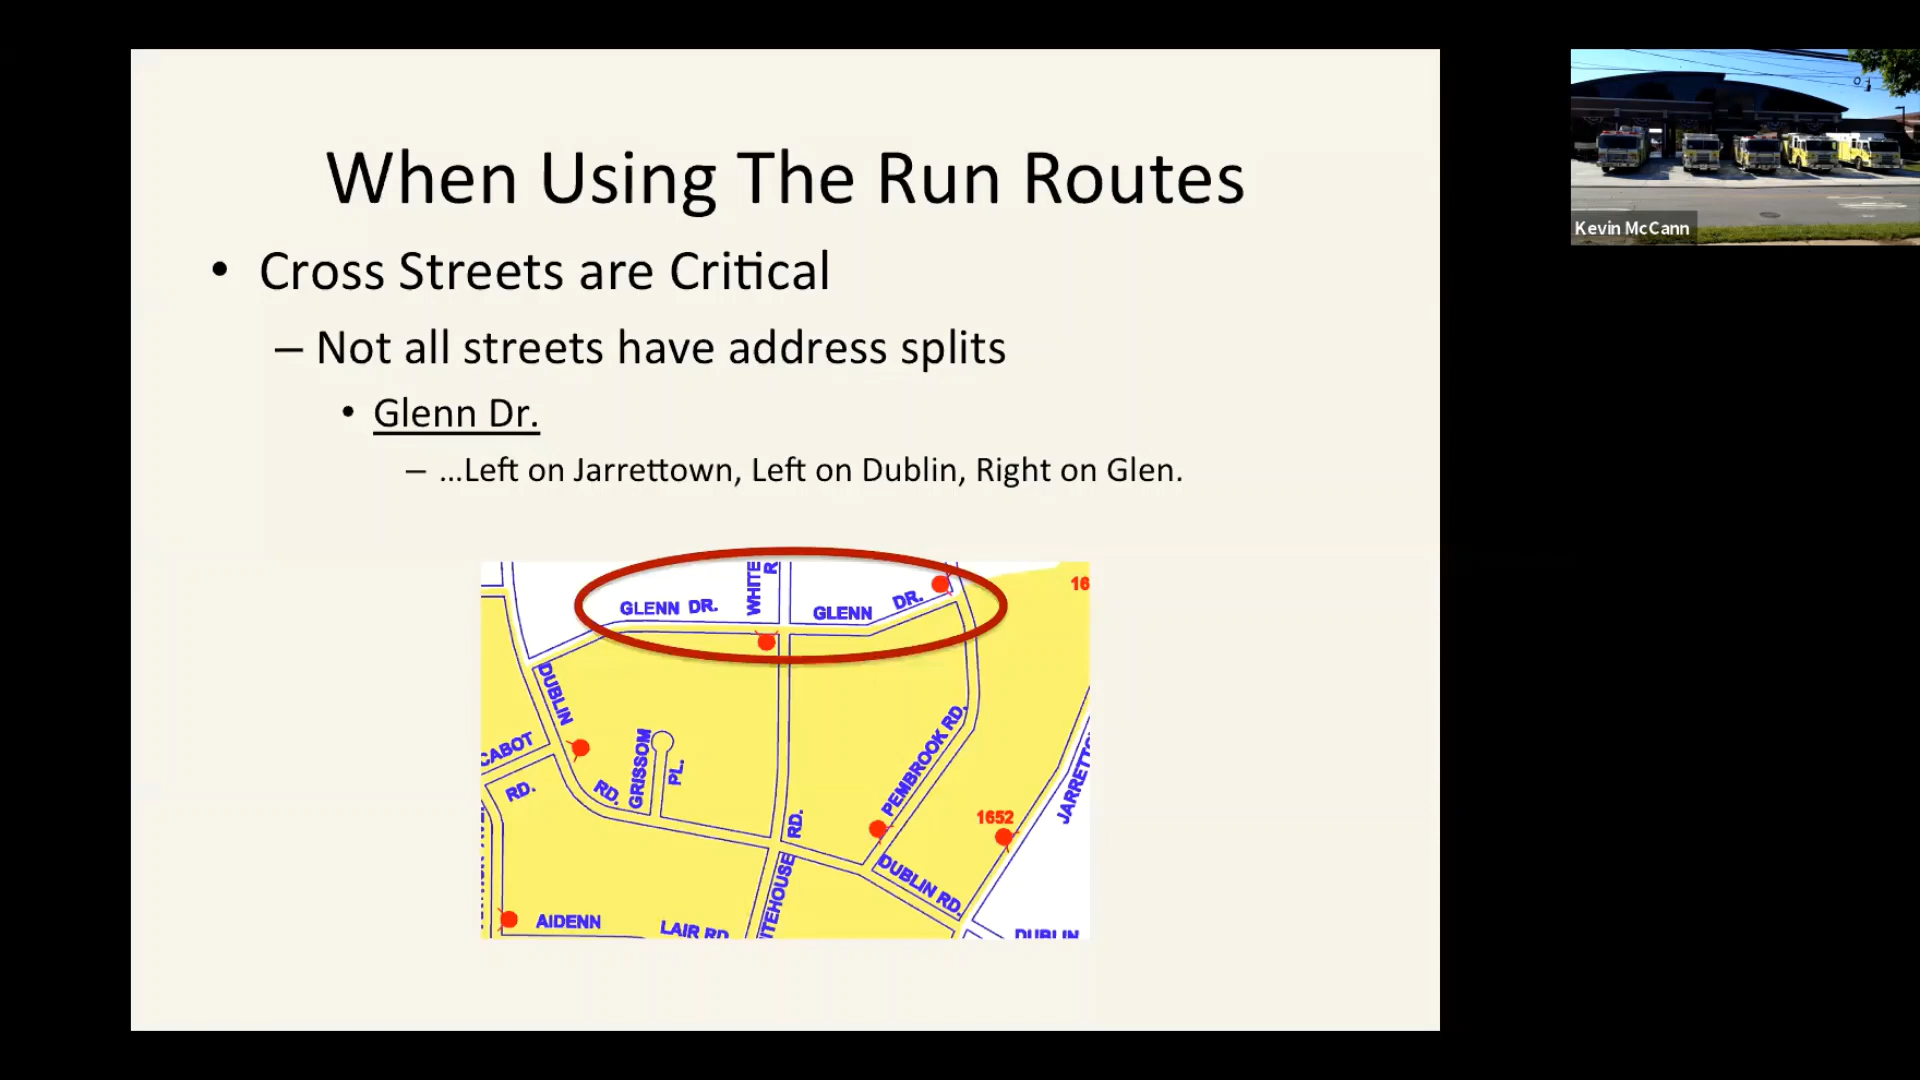 When Using The Run Routes
• Cross Streets are Critical
– Not all streets have address splits
• Glenn Dr.
– ...Left on Jarrettown, Left on Dublin, Right on Glen.
Kevin McCann
WHITE
R
16
GLENN DR.
GLENN DR.
DUBLIN
RD.
CABOT
RD.
GRISSOM
PL.
PEMBROOK RD.
JARRETTO
1652
RD.
ITEHOUSE
DUBLIN RD.
AIDENN
LAIR RD
DUBLIN